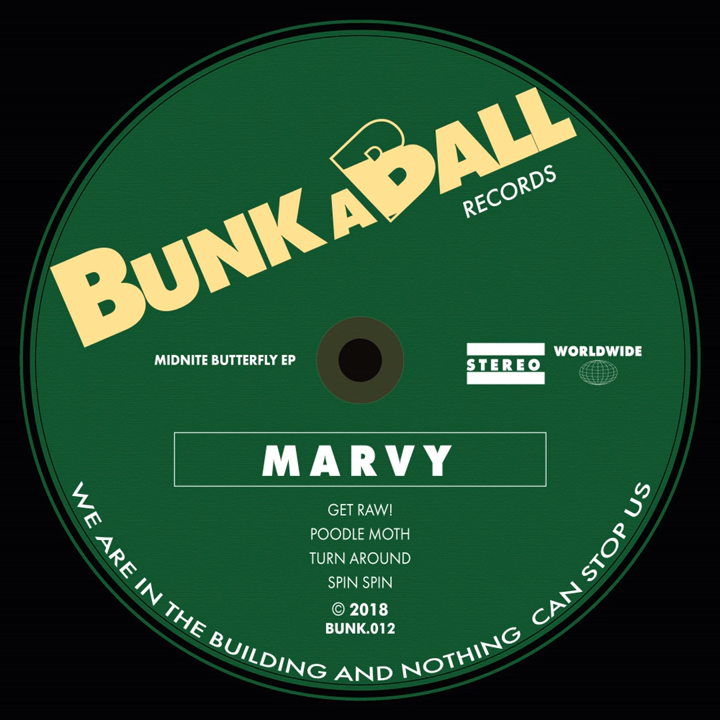 BUNK A BALL
RECORDS
MIDNITE BUTTERFLY EP
STEREO
WORLDWIDE
MARVY
GET RAW!
POODLE MOTH
TURN AROUND
SPIN SPIN
© 2018
BUNK.012
WE ARE IN THE BUILDING AND NOTHING CAN STOP US